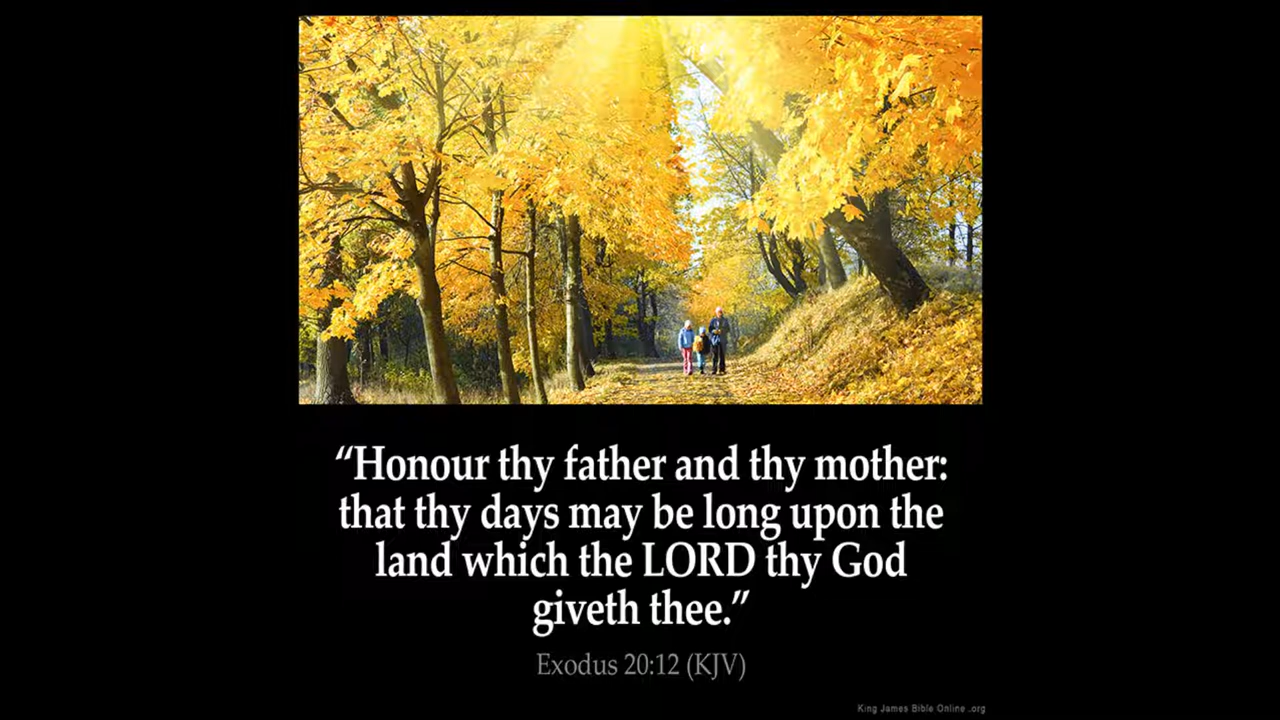 “Honour thy father and thy mother:
that thy days may be long upon the
land which the LORD thy God
giveth thee.”
Exodus 20:12 (KJV)
King James Bible Online .org